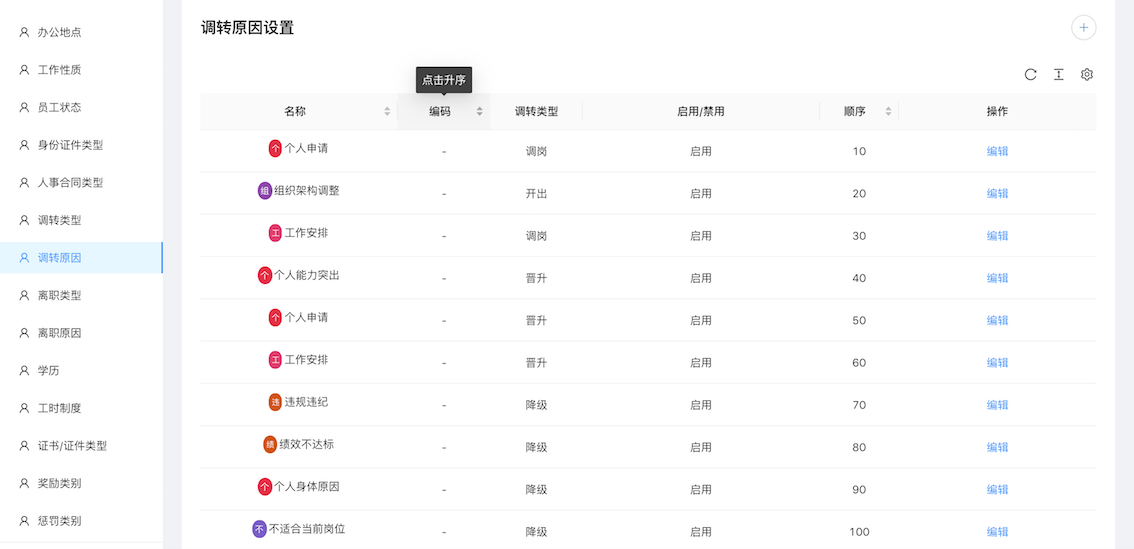 办公地点
工作性质
员工状态
身份证件类型
人事合同类型
调转类型
调转原因
离职类型
离职原因
学历
工时制度
证书/证件类型
奖励类别
惩罚类别
调转原因设置
点击升序
名称 编码 调转类型 启用/禁用 顺序 操作
个 个人申请 - 调岗 启用 10 编辑
组 组织架构调整 - 开出 启用 20 编辑
工 工作安排 - 调岗 启用 30 编辑
个 个人能力突出 - 晋升 启用 40 编辑
个 个人申请 - 晋升 启用 50 编辑
工 工作安排 - 晋升 启用 60 编辑
违 违规违纪 - 降级 启用 70 编辑
绩 绩效不达标 - 降级 启用 80 编辑
个 个人身体原因 - 降级 启用 90 编辑
不 不适合当前岗位 - 降级 启用 100 编辑